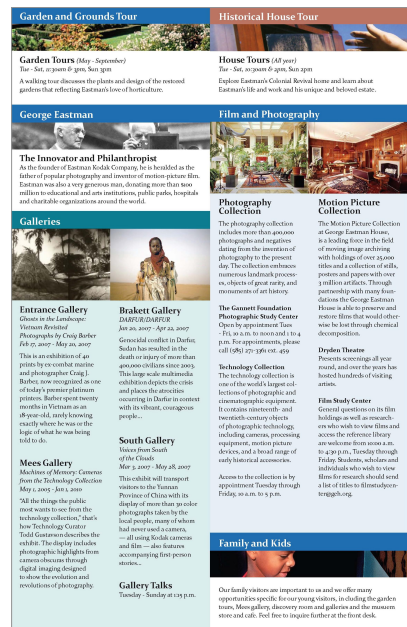 Garden and Grounds Tour
Garden Tours (May - September)
Tue - Sat, 11:30am & 3pm, Sun 3pm
A walking tour discusses the plants and design of the restored
gardens that reflecting Eastman's love of horticulture.
Historical House Tour
House Tours (All year)
Tue - Sat, 10:30am & 2pm, Sun 2pm
Explore Eastman's Colonial Revival home and learn about
Eastman's life and work and his unique and beloved estate.
George Eastman
The Innovator and Philanthropist
As the founder of Eastman Kodak Company, he is heralded as the
father of popular photography and inventor of motion-picture film.
Eastman was also a very generous man, donating more than $100
million to educational and arts institutions, public parks, hospitals
and charitable organizations around the world.
Galleries
Entrance Gallery
Ghosts in the Landscape:
Vietnam Revisited
Photographs by Craig Barber
Feb 17, 2007 - May 20, 2007
This is an exhibition of 40
prints by ex-combat marine
and photographer Craig J.
Barber, now recognized as one
of today's premier platinum
printers. Barber spent twenty
months in Vietnam as an
18-year-old, rarely knowing
exactly where he was or the
logic of what he was being
told to do.
Mees Gallery
Machines of Memory: Cameras
from the Technology Collection
May 1, 2005 - Jan 1, 2010
"All the things the public
most wants to see from the
technology collection," that's
how Technology Curator
Todd Gustavson describes the
exhibit. The display includes
photographic highlights from
camera obscuras through
digital imaging designed
to show the evolution and
revolutions of photography.
Brakett Gallery
DARFUR/DARFUR
Jan 20, 2007 - Apr 22, 2007
Genocidal conflict in Darfur,
Sudan has resulted in the
death or injury of more than
400,000 civilians since 2003.
This large scale multimedia
exhibition depicts the crisis
and places the atrocities
occurring in Darfur in context
with its vibrant, courageous
people...
South Gallery
Voices from South
of the Clouds
Mar 3, 2007 - May 28, 2007
This exhibit will transport
visitors to the Yunnan
Province of China with its
display of more than 30 color
photographs taken by the
local people, many of whom
had never used a camera,
— all using Kodak cameras
and film — also features
accompanying first-person
stories...
Gallery Talks
Tuesday - Sunday at 1:15 p.m.
Film and Photography
Photography
Collection
The photography collection
includes more than 400,000
photographs and negatives
dating from the invention of
photography to the present
day. The collection embraces
numerous landmark process-
es, objects of great rarity, and
monuments of art history.
The Gannett Foundation
Photographic Study Center
Open by appointment Tues
- Fri, 10 a.m. to noon and 1 to 4
p.m. For appointments, please
call (585) 271-3361 ext. 459
Technology Collection
The technology collection is
one of the world's largest col-
lections of photographic and
cinematographic equipment.
It contains nineteenth- and
twentieth-century objects
of photographic technology,
including cameras, processing
equipment, motion picture
devices, and a broad range of
early historical accessories.
Access to the collection is by
appointment Tuesday through
Friday, 10 a.m. to 5 p.m.
Motion Picture
Collection
The Motion Picture Collection
at George Eastman House,
is a leading force in the field
of moving image archiving
with holdings of over 25,000
titles and a collection of stills,
posters and papers with over
3 million artifacts. Through
partnership with many foun-
dations the George Eastman
House is able to preserve and
restore films that would other-
wise be lost through chemical
decomposition.
Dryden Theatre
Presents screenings all year
round, and over the years has
hosted hundreds of visiting
artists.
Film Study Center
General questions on its film
holdings as well as research-
ers who wish to view films and
access the reference library
are welcome from 10:00 a.m.
to 4:30 p.m., Tuesday through
Friday. Students, scholars and
individuals who wish to view
films for research should send
a list of titles to filmstudycen-
ter@geh.org.
Family and Kids
Our family visitors are important to us and we offer many
opportunities specific for our young visitors, in cluding the garden
tours, Mees gallery, discovery room and galleries and the musuem
store and cafe. Feel free to inquire further at the front desk.